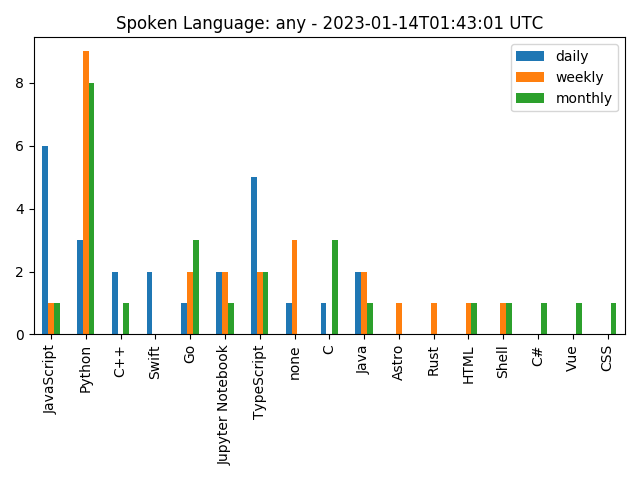 Spoken Language: any - 2023-01-14T01:43:01 UTC
daily
weekly
monthly
8
6
4
2
0
JavaScript
Python
C++
Swift
Go
Jupyter Notebook
TypeScript
none
C
Java
Astro
Rust
HTML
Shell
C#
Vue
CSS